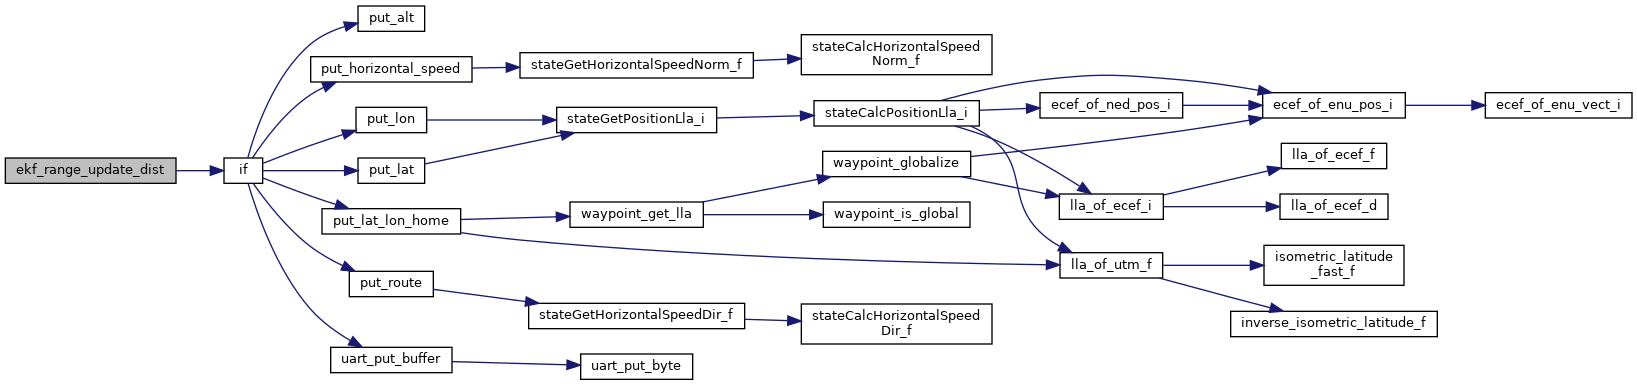 put_alt
stateCalcHorizontalSpeed
Norm_f
put_horizontal_speed
stateGetHorizontalSpeedNorm_f
ecef_of_ned_pos_i
ecef_of_enu_pos_i
ecef_of_enu_vect_i
stateCalcPositionLla_i
put_lon
stateGetPositionLla_i
lla_of_ecef_f
waypoint_globalize
ekf_range_update_dist
if
put_lat
lla_of_ecef_i
lla_of_ecef_d
put_lat_lon_home
waypoint_get_lla
waypoint_is_global
lla_of_utm_f
isometric_latitude
_fast_f
put_route
stateGetHorizontalSpeedDir_f
stateCalcHorizontalSpeed
Dir_f
inverse_isometric_latitude_f
uart_put_buffer
uart_put_byte